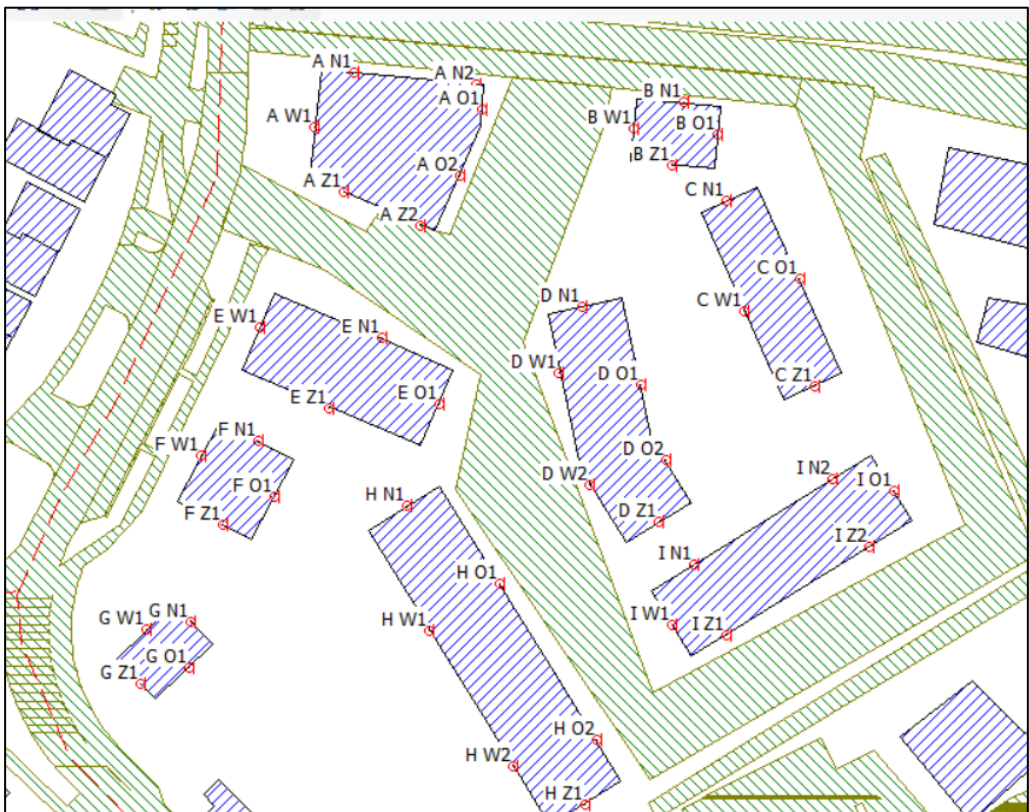 A N1
A N2
A O1
A W1
A O2
A Z1
A Z2
B N1
B W1
B O1
B Z1
C N1
C O1
C W1
C Z1
D N1
D W1
D O1
D O2
D W2
D Z1
E W1
E N1
E Z1
E O1
F N1
F W1
F O1
F Z1
G W1
G N1
G O1
G Z1
H N1
H O1
H W1
H O2
H W2
H Z1
I N2
I O1
I Z2
I N1
I W1
I Z1